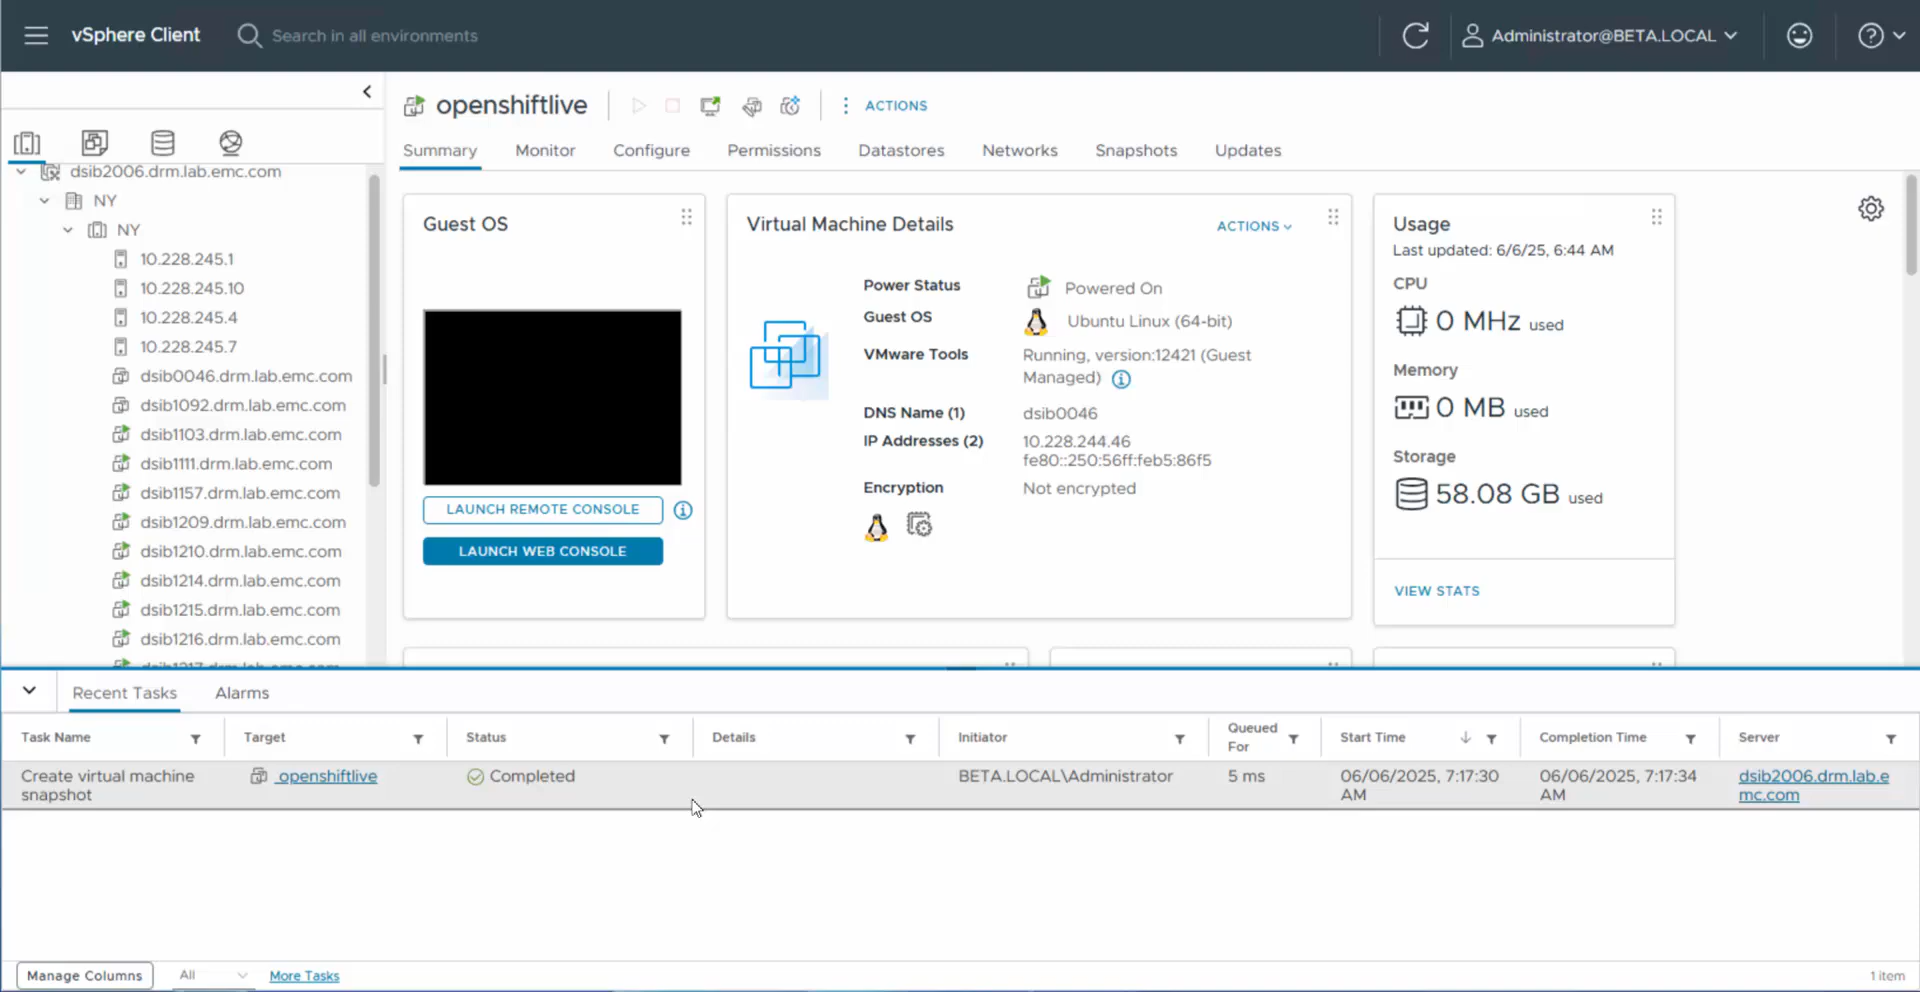 vSphere Client
Search in all environments
Administrator@BETA.LOCAL
dsib2006.drm.lab.emc.com
NY
NY
10.228.245.1
10.228.245.10
10.228.245.4
10.228.245.7
dsib0046.drm.lab.emc.com
dsib1092.drm.lab.emc.com
dsib1103.drm.lab.emc.com
dsib1111.drm.lab.emc.com
dsib1157.drm.lab.emc.com
dsib1209.drm.lab.emc.com
dsib1210.drm.lab.emc.com
dsib1214.drm.lab.emc.com
dsib1215.drm.lab.emc.com
dsib1216.drm.lab.emc.com
openshiftlive
ACTIONS
Summary Monitor Configure Permissions Datastores Networks Snapshots Updates
Guest OS
LAUNCH REMOTE CONSOLE
LAUNCH WEB CONSOLE
Virtual Machine Details
ACTIONS
Power Status Powered On
Guest OS Ubuntu Linux (64-bit)
VMware Tools Running, version:12421 (Guest
Managed)
DNS Name (1) dsib0046
IP Addresses (2) 10.228.244.46
fe80::250:56ff:feb5:86f5
Encryption Not encrypted
Usage
Last updated: 6/6/25, 6:44 AM
CPU
0 MHz used
Memory
0 MB used
Storage
58.08 GB used
VIEW STATS
Recent Tasks Alarms
Task Name Target Status Details Initiator Queued For Start Time Completion Time Server
Create virtual machine openshiftlive Completed BETA.LOCAL\Administrator 5 ms 06/06/2025, 7:17:30 06/06/2025, 7:17:34 dsib2006.drm.lab.e
snapshot AM AM mc.com
Manage Columns All More Tasks 1 item